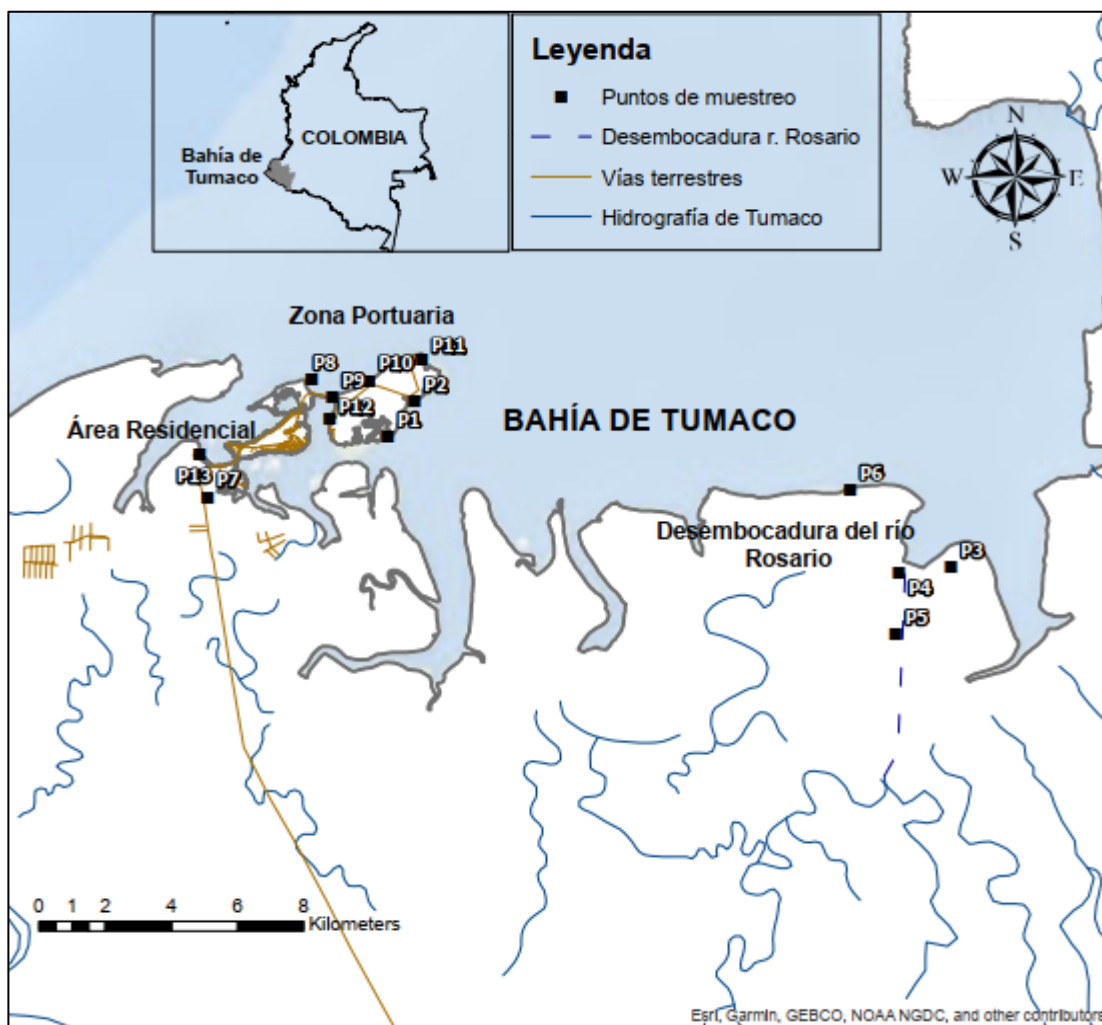 COLOMBIA
Bahía de
Tumaco
Leyenda
Puntos de muestreo
Desembocadura r. Rosario
Vías terrestres
Hidrografía de Tumaco
N
W
E
S
Zona Portuaria
P11
P10
P8
P9
P2
P12
P1
BAHÍA DE TUMACO
Área Residencial
P13
P7
P6
Desembocadura del río
Rosario
P3
P4
P5
0 1 2 4 6 8
Kilometers
Esri, Garmin, GEBCO, NOAA NGDC, and other contributors